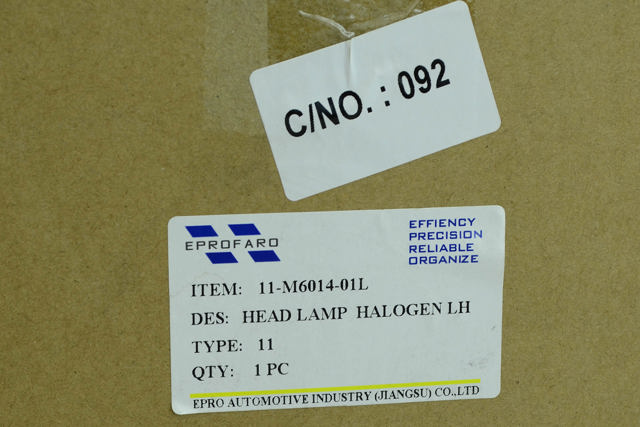 C/NO. : 092
EPROFARO
EFFIENCY
PRECISION
RELIABLE
ORGANIZE
ITEM: 11-M6014-01L
DES: HEAD LAMP HALOGEN LH
TYPE: 11
QTY: 1 PC
EPRO AUTOMOTIVE INDUSTRY (JIANGSU) CO.,LTD